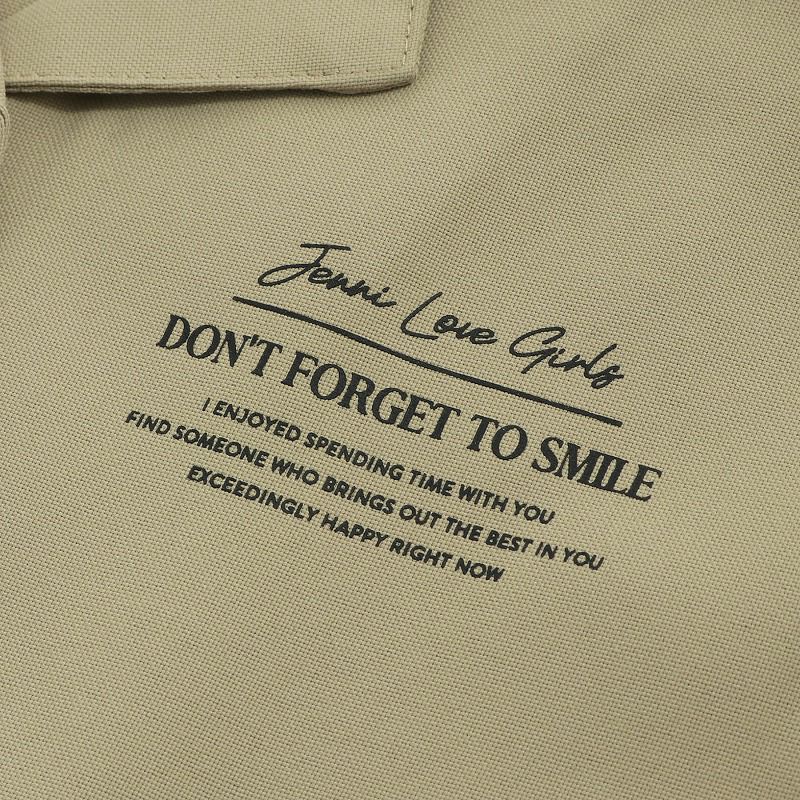 Jenni Love Girls
DON'T FORGET TO SMILE
I ENJOYED SPENDING TIME WITH YOU
FIND SOMEONE WHO BRINGS OUT THE BEST IN YOU
EXCEEDINGLY HAPPY RIGHT NOW